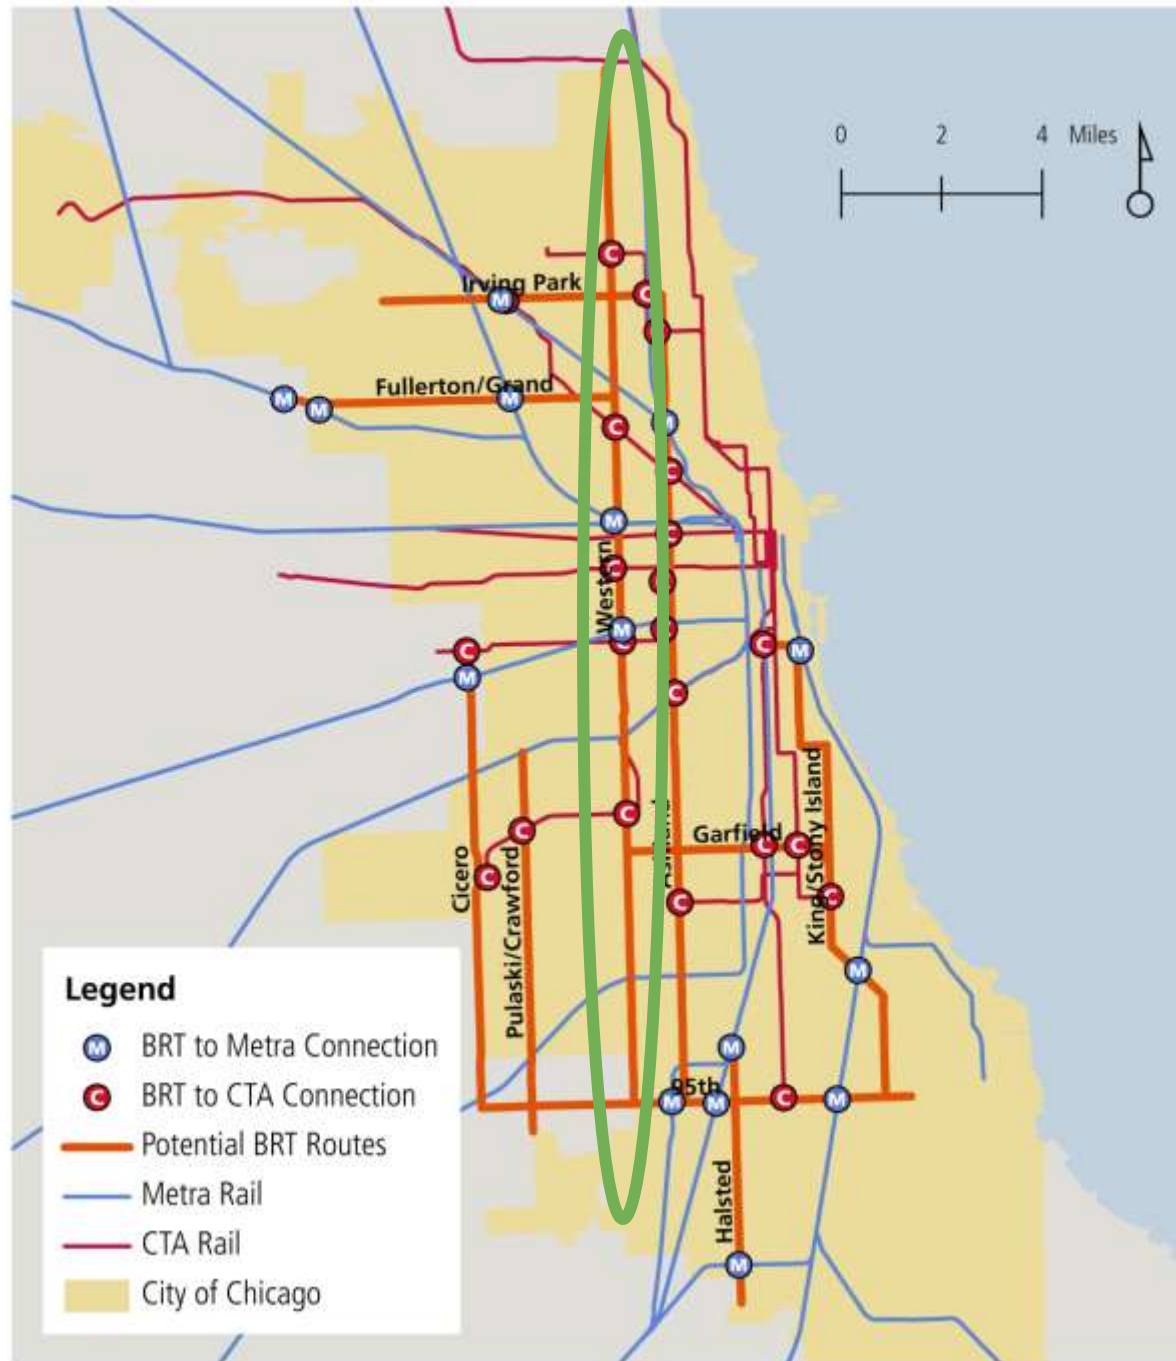 0 2 4 Miles
Irving Park
Fullerton/Grand
Western
Ashland
Garfield
King/Stony Island
Cicero
Pulaski/Crawford
95th
Halsted
Legend
M BRT to Metra Connection
C BRT to CTA Connection
Potential BRT Routes
Metra Rail
CTA Rail
City of Chicago